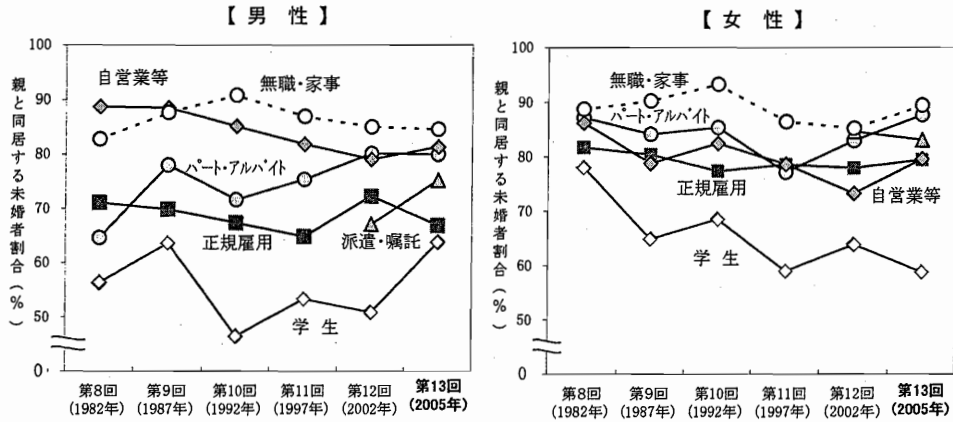 【 男 性 】
親と同居する未婚者割合(%)
100
90
80
70
60
50
0
自営業等
無職・家事
パート・アルバイト
正規雇用
派遣・嘱託
学 生
第8回
(1982年)
第9回
(1987年)
第10回
(1992年)
第11回
(1997年)
第12回
(2002年)
第13回
(2005年)
【 女 性 】
親と同居する未婚者割合(%)
100
90
80
70
60
50
0
無職・家事
パート・アルバイト
正規雇用
自営業等
学 生
第8回
(1982年)
第9回
(1987年)
第10回
(1992年)
第11回
(1997年)
第12回
(2002年)
第13回
(2005年)